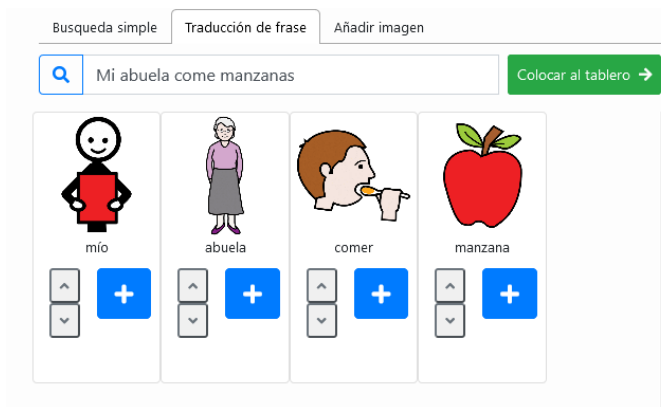 Busqueda simple
Traducción de frase
Añadir imagen
Mi abuela come manzanas
Colocar al tablero
mío
abuela
comer
manzana